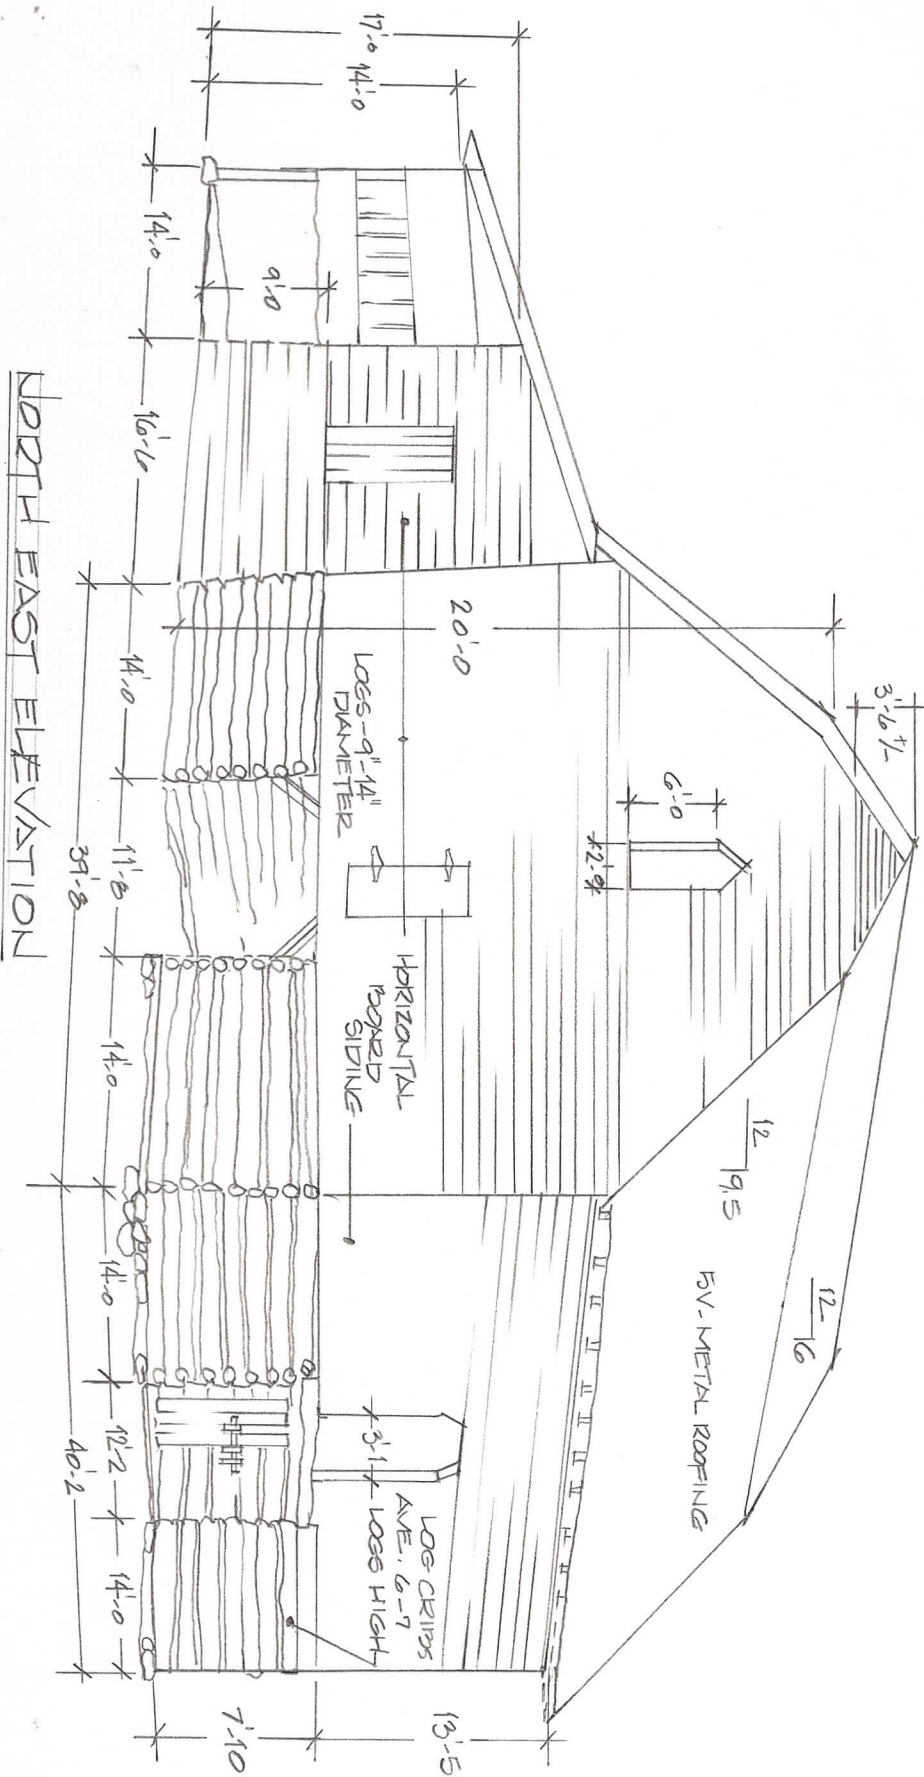 17'-0
14'-0
14'-0
9'-0
16'-6
20'-0
3'-6 +/-
6'-0
2'-9
LOGS-9"-14"
DIAMETER
HORIZONTAL
BOARD
SIDING
12
9.5
12
16
5V-METAL ROOFING
14'-0
11'-8
14'-0
39'-8
14'-0
12'-2
14'-0
40'-2
3'-1
LOG CRIBS
AVE. 6-7
LOGS HIGH
13'-5
7'-10
NORTH EAST ELEVATION